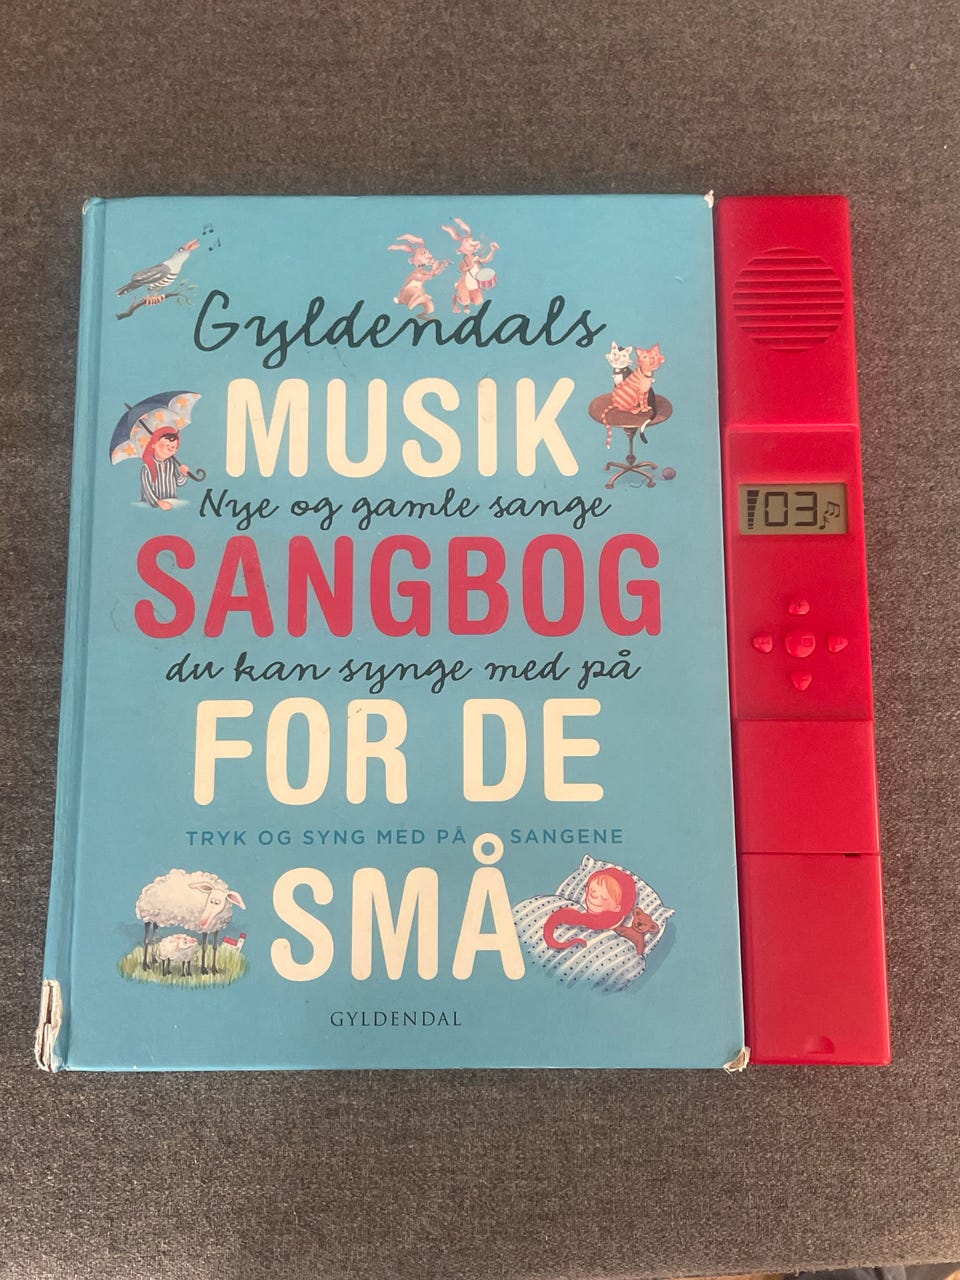 Gyldendals
MUSIK
Nye og gamle sange
SANGBOG
du kan synge med på
FOR DE
TRYK OG SYNG MED PÅ SANGENE
SMÅ
GYLDENDAL
03